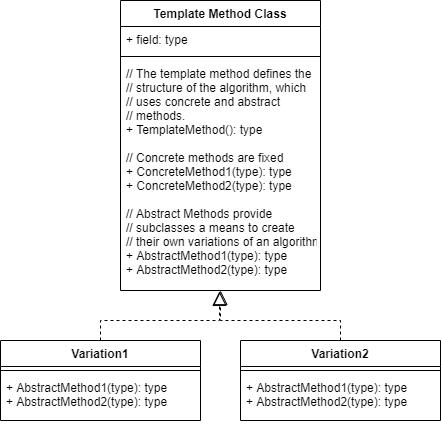 Template Method Class
+ field: type
// The template method defines the
// structure of the algorithm, which
// uses concrete and abstract
// methods.
+ TemplateMethod(): type
// Concrete methods are fixed
+ ConcreteMethod1(type): type
+ ConcreteMethod2(type): type
// Abstract Methods provide
// subclasses a means to create
// their own variations of an algorithm
+ AbstractMethod1(type): type
+ AbstractMethod2(type): type
Variation1
+ AbstractMethod1(type): type
+ AbstractMethod2(type): type
Variation2
+ AbstractMethod1(type): type
+ AbstractMethod2(type): type